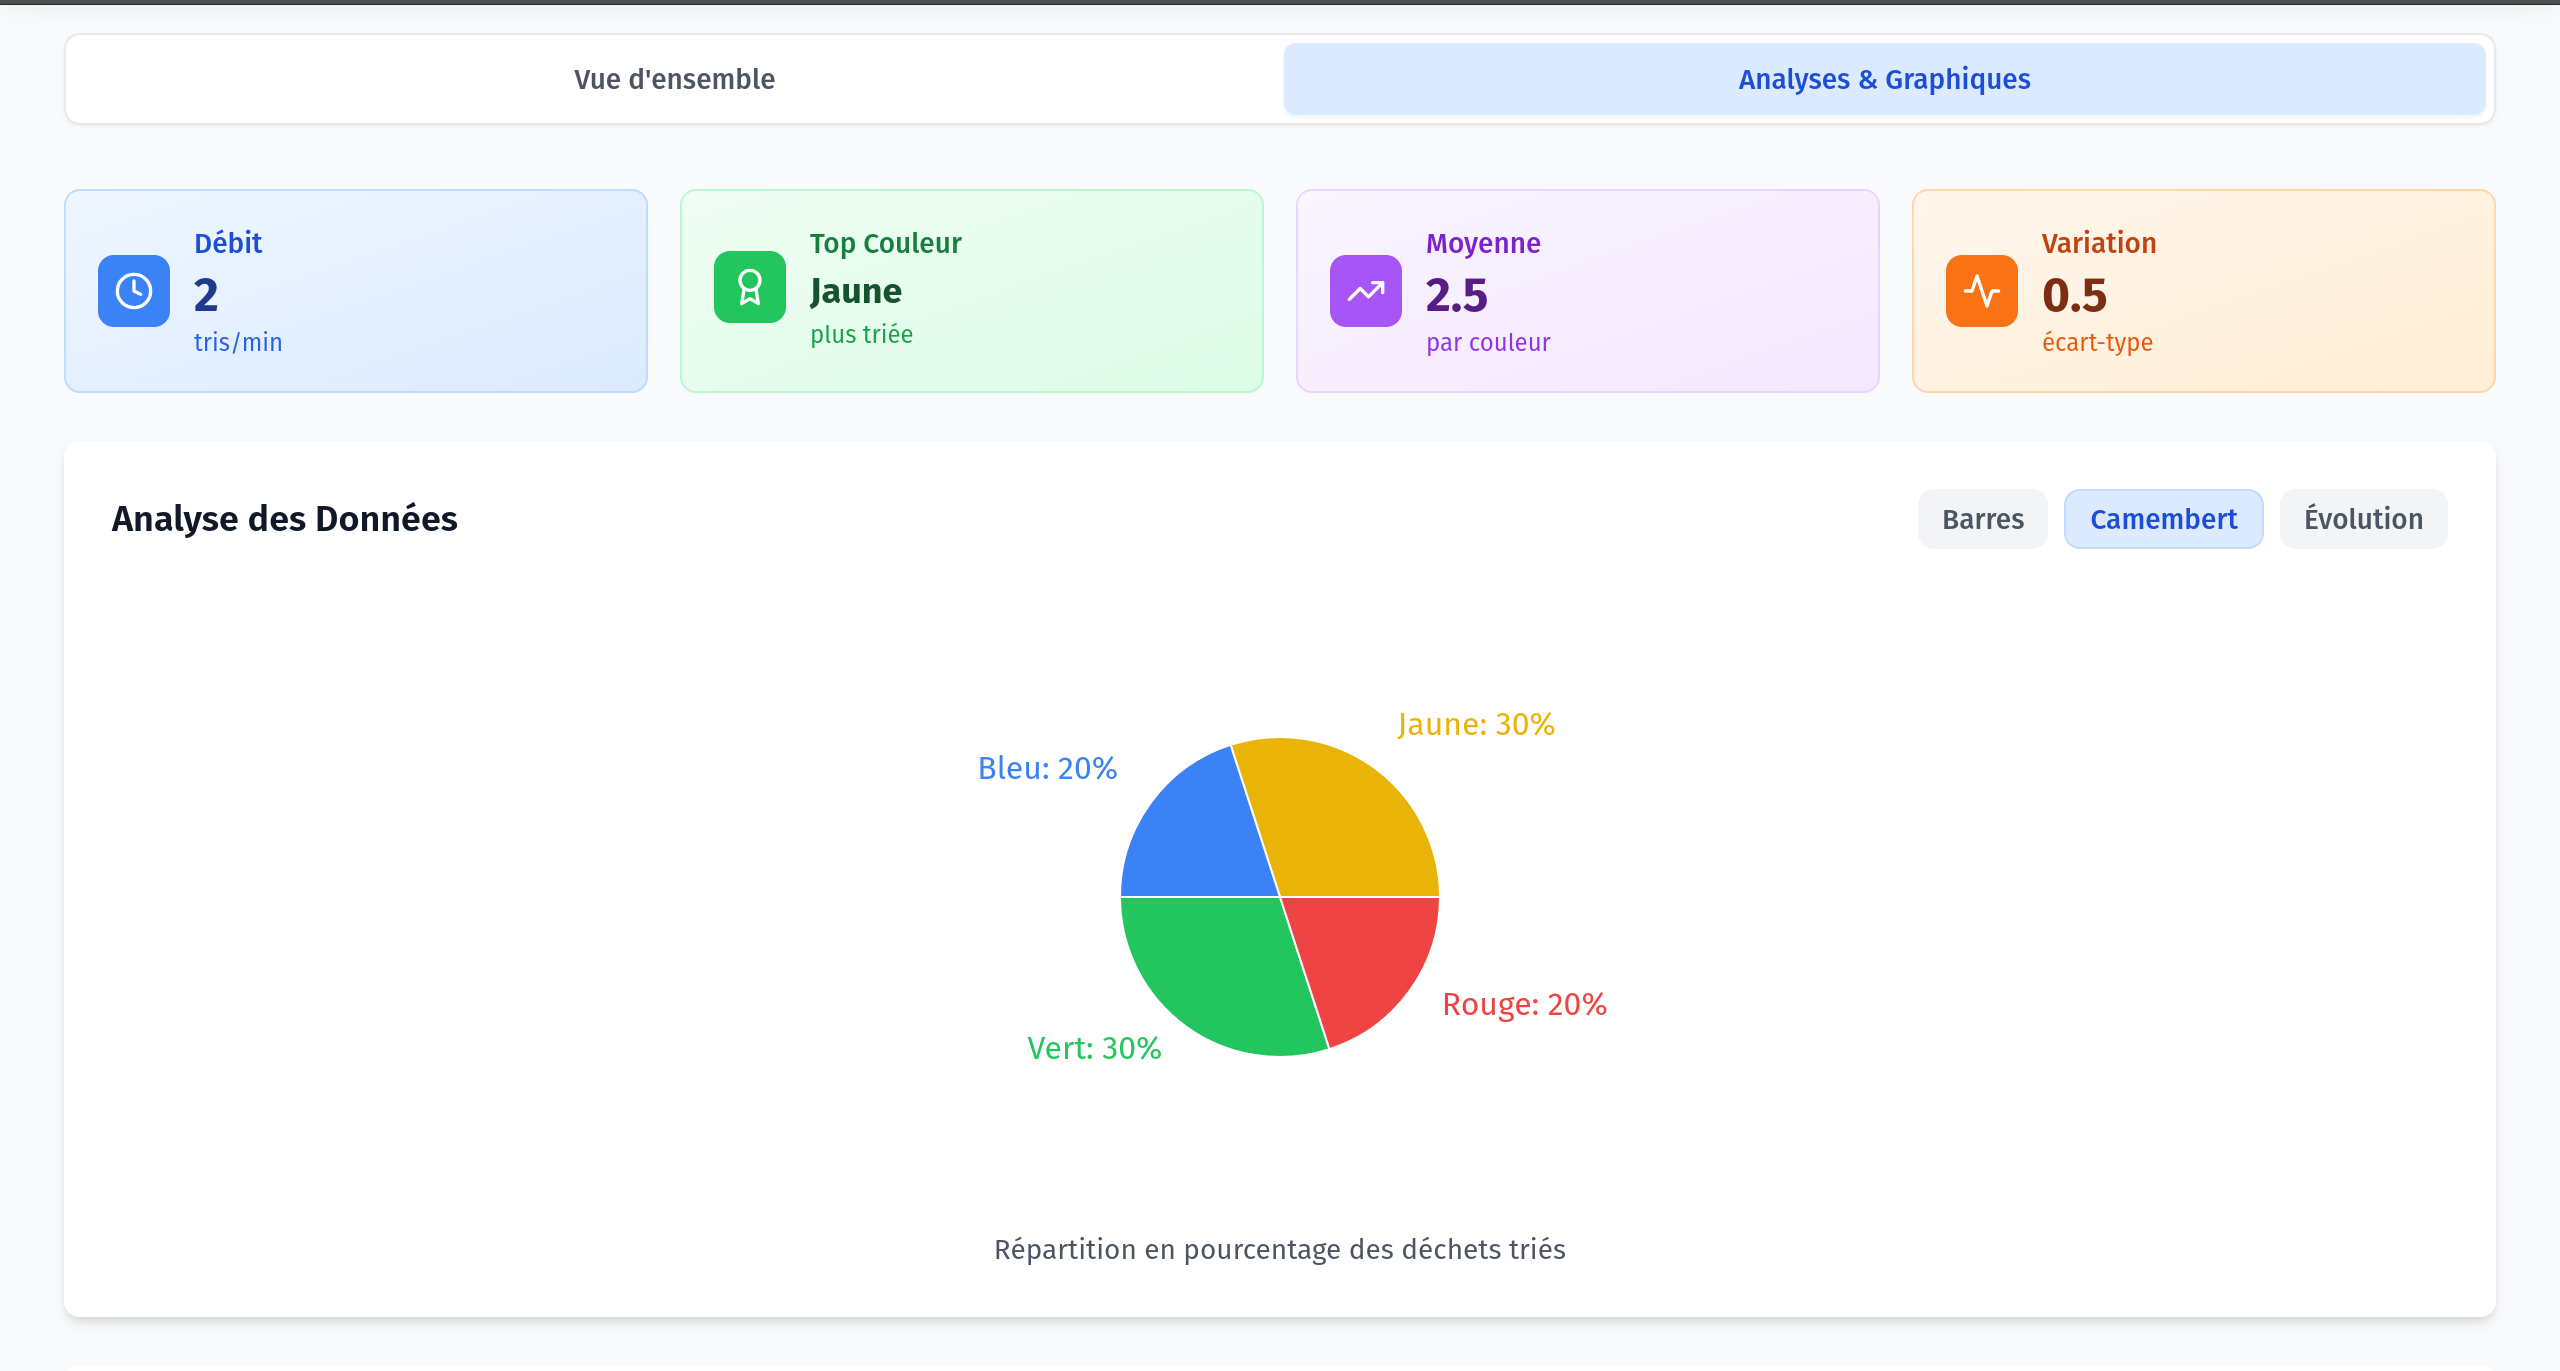 Vue d'ensemble
Analyses & Graphiques
Débit
2
tris/min
Top Couleur
Jaune
plus triée
Moyenne
2.5
par couleur
Variation
0.5
écart-type
Analyse des Données
Barres
Camembert
Évolution
Jaune: 30%
Bleu: 20%
Rouge: 20%
Vert: 30%
Répartition en pourcentage des déchets triés